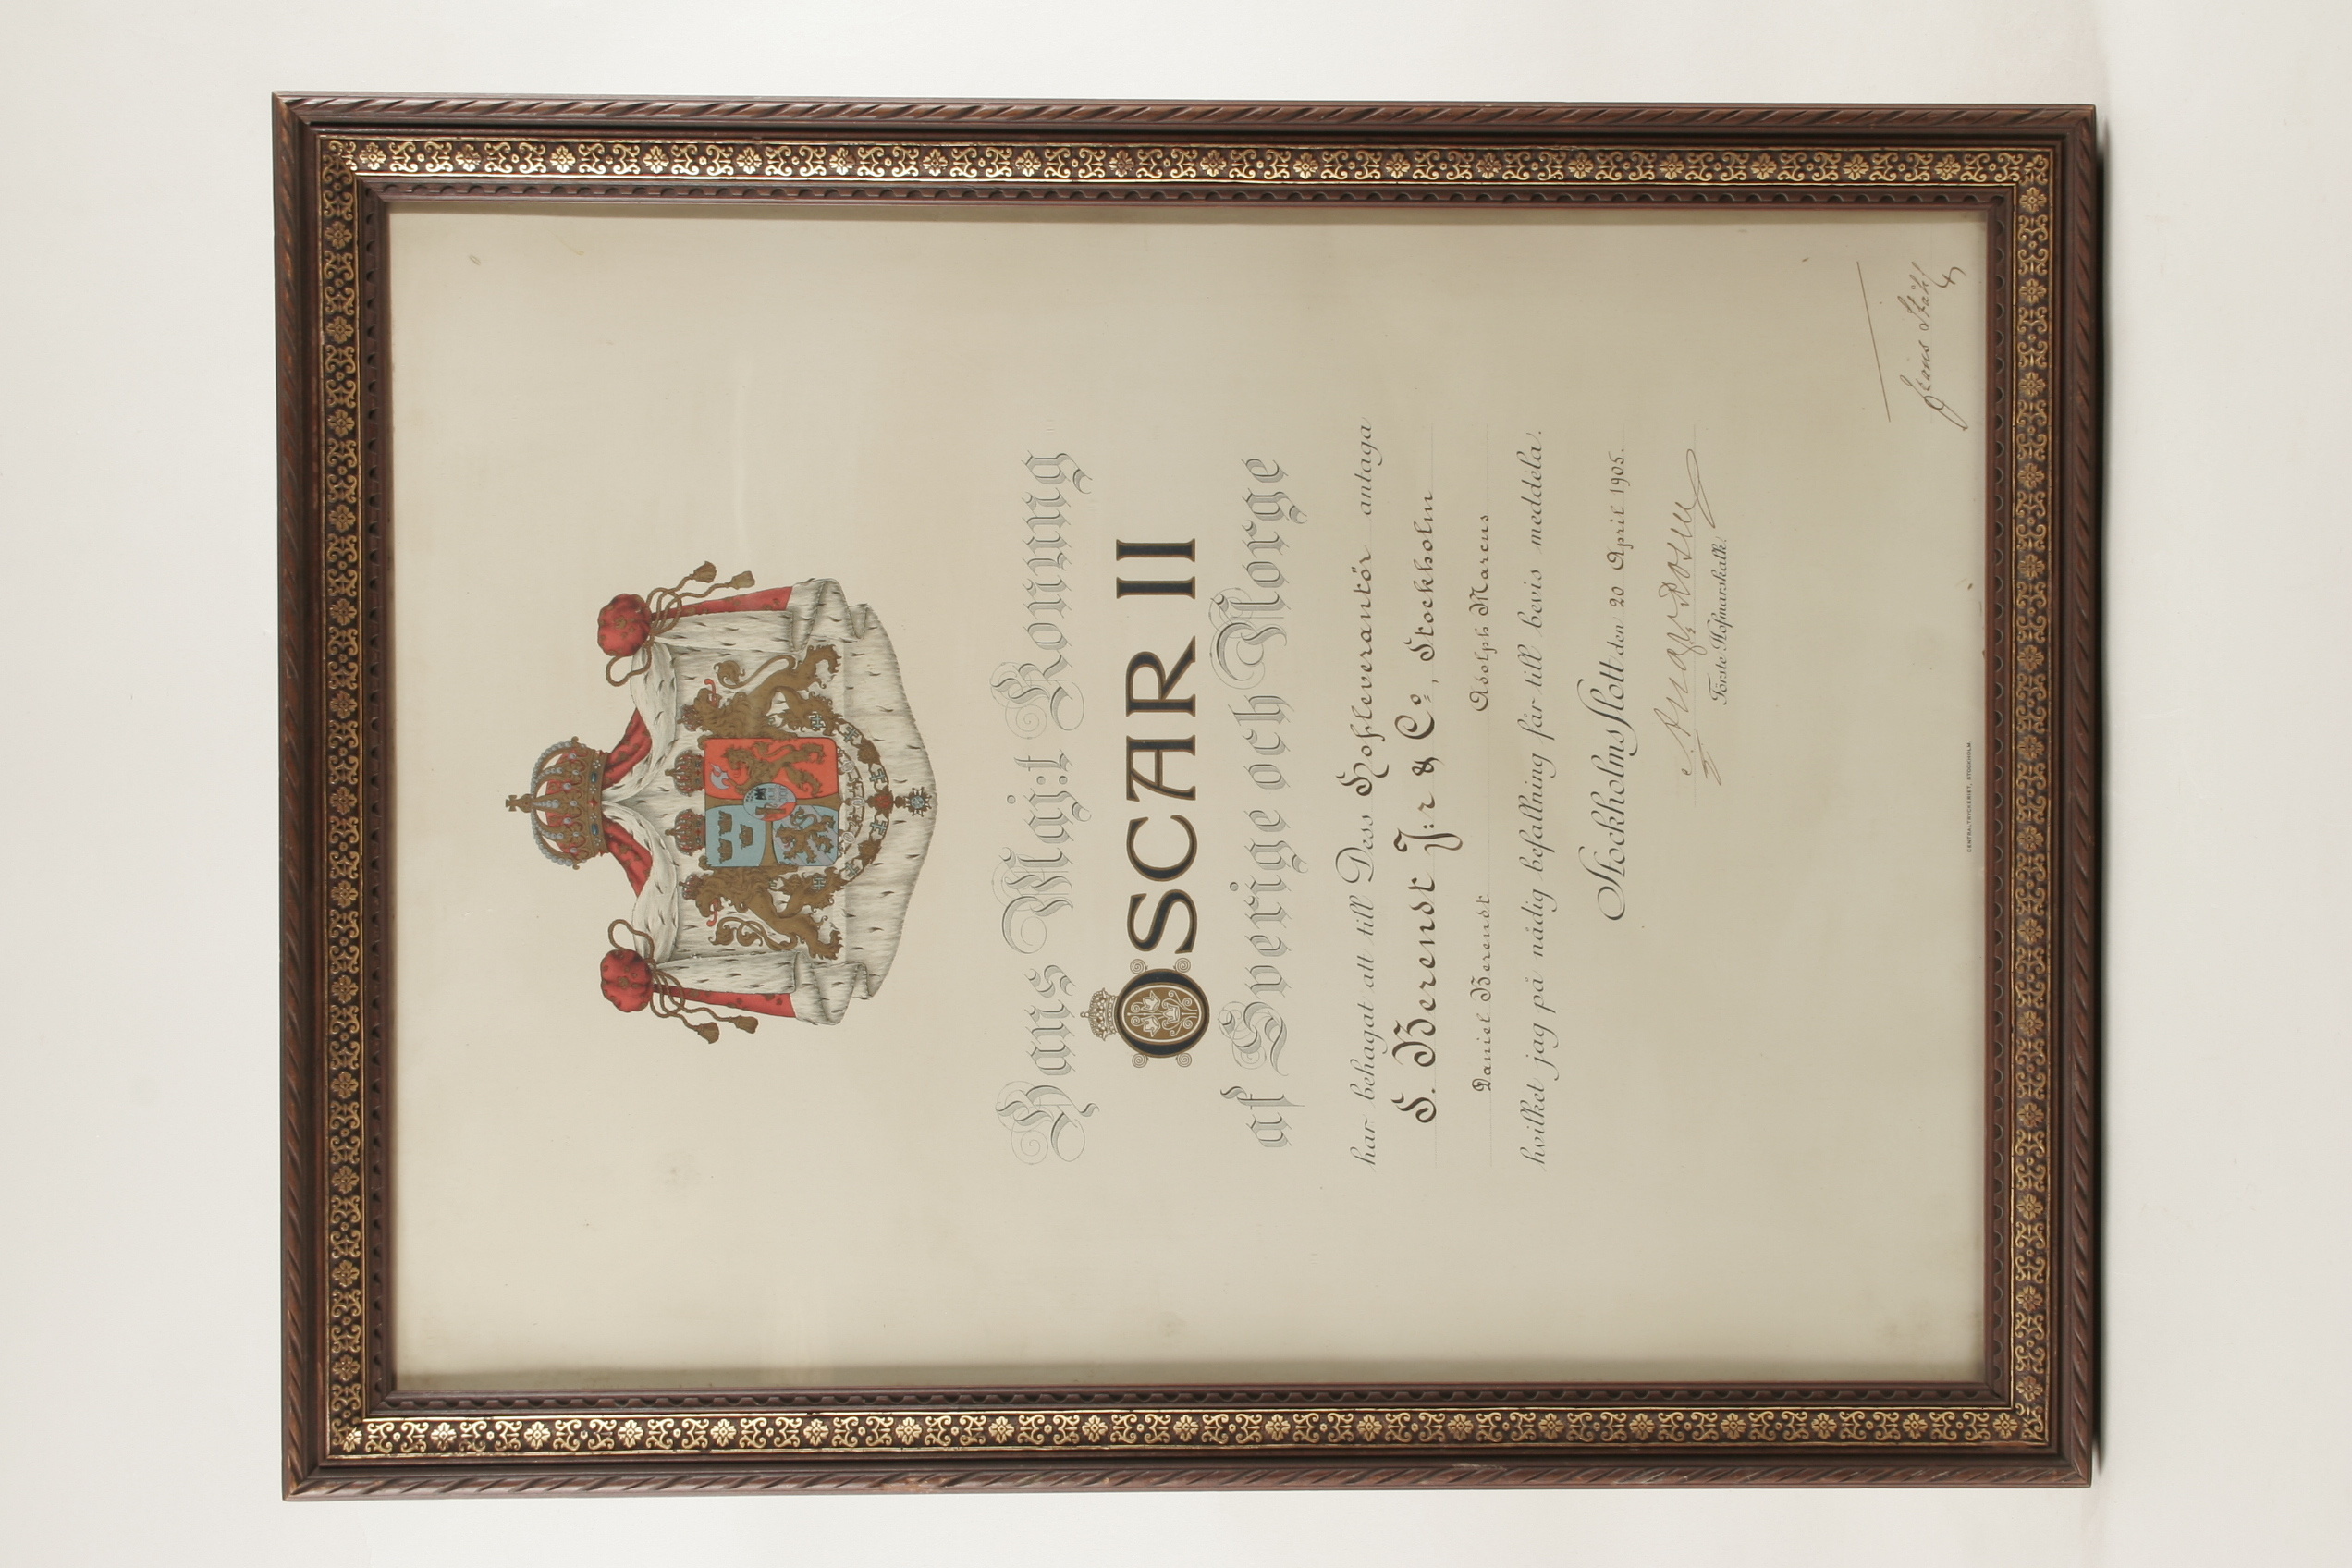 Hans Maj:t Konung
OSCAR II
af Sverige och Norge
har behagat att till Dess Hofleverantör antaga
S. Berendt J:r & Co, Stockholm
Daniel Berendt Adolph Marcus
hvilket jag på nådig befallning får till bevis meddela.
Stockholms Slott den 20 April 1905.
Förste Hofmarskalk.
Ståhl
CENTRALTRYCKERIET, STOCKHOLM.